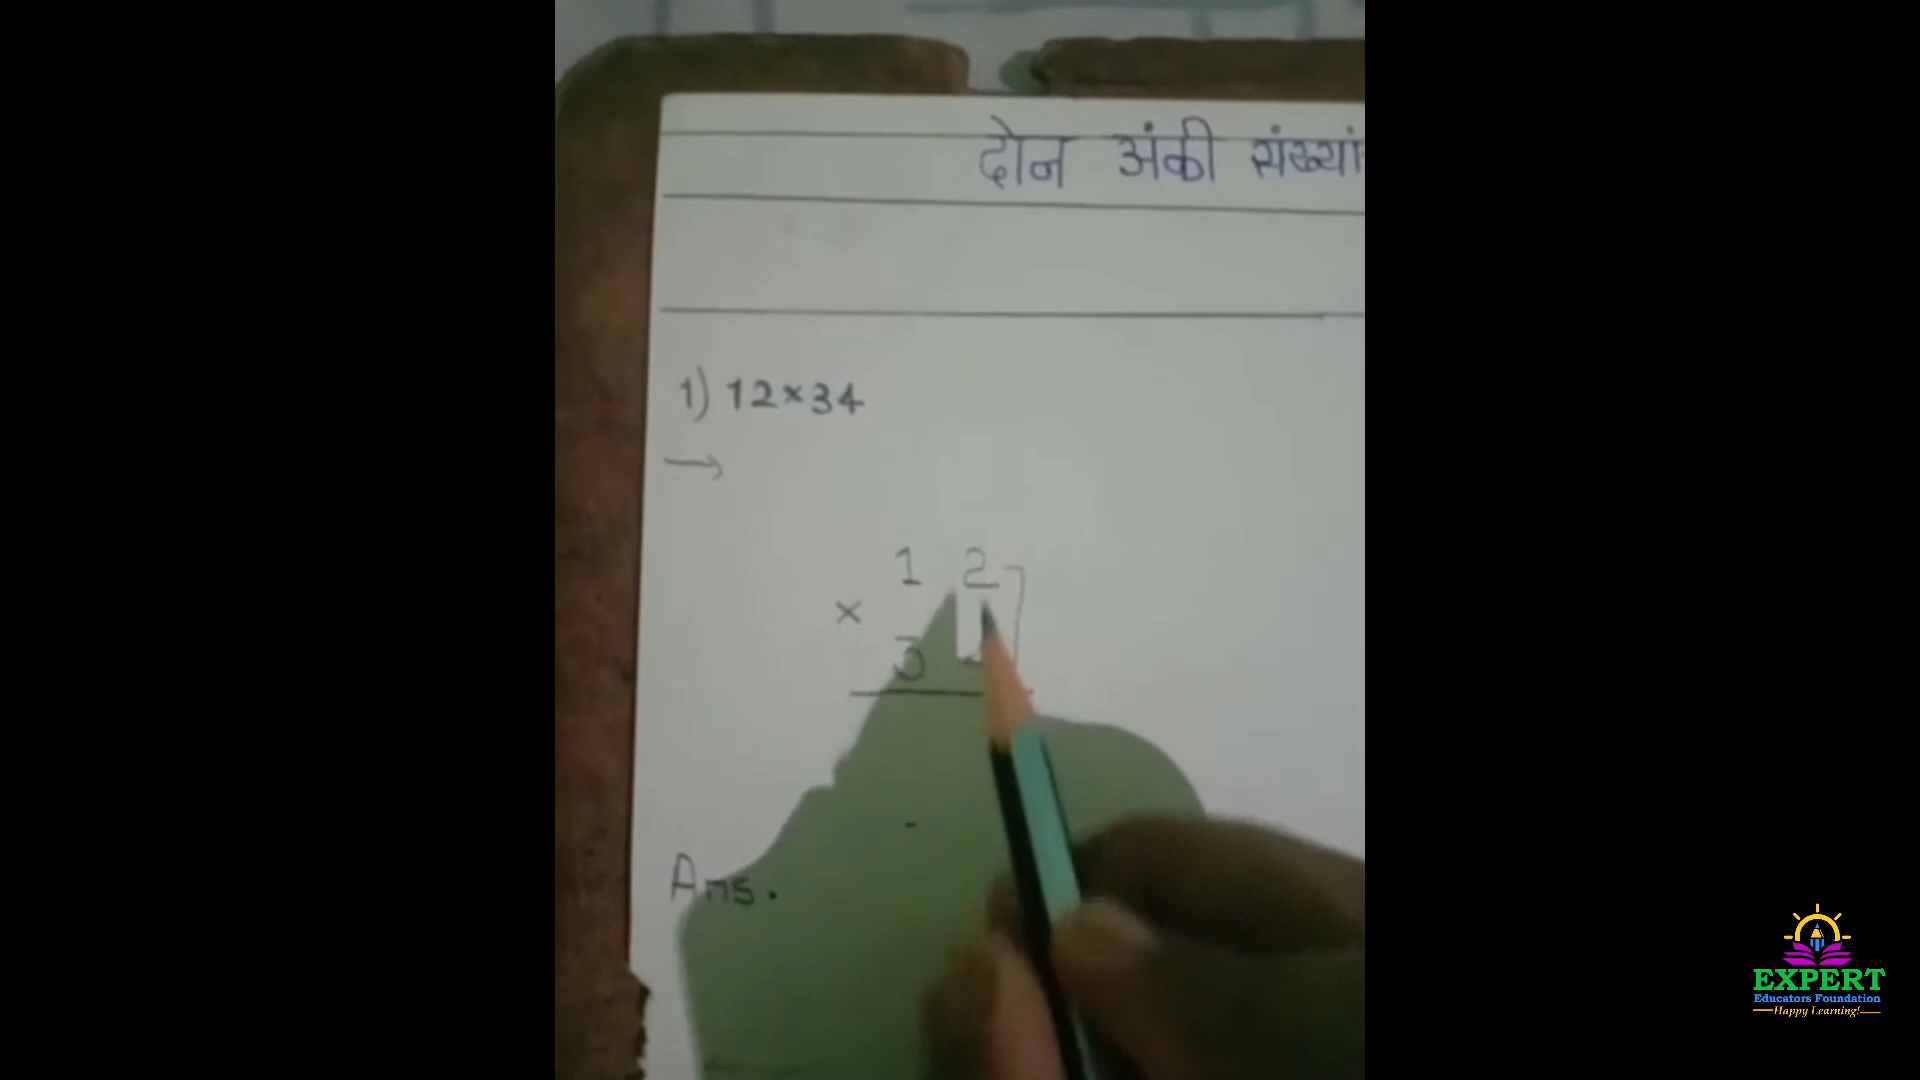 दोन अंकी संख्यां
1) 12×34
→
1 2
×
3
Ans.
EXPERT
Educators Foundation
Happy Learning!